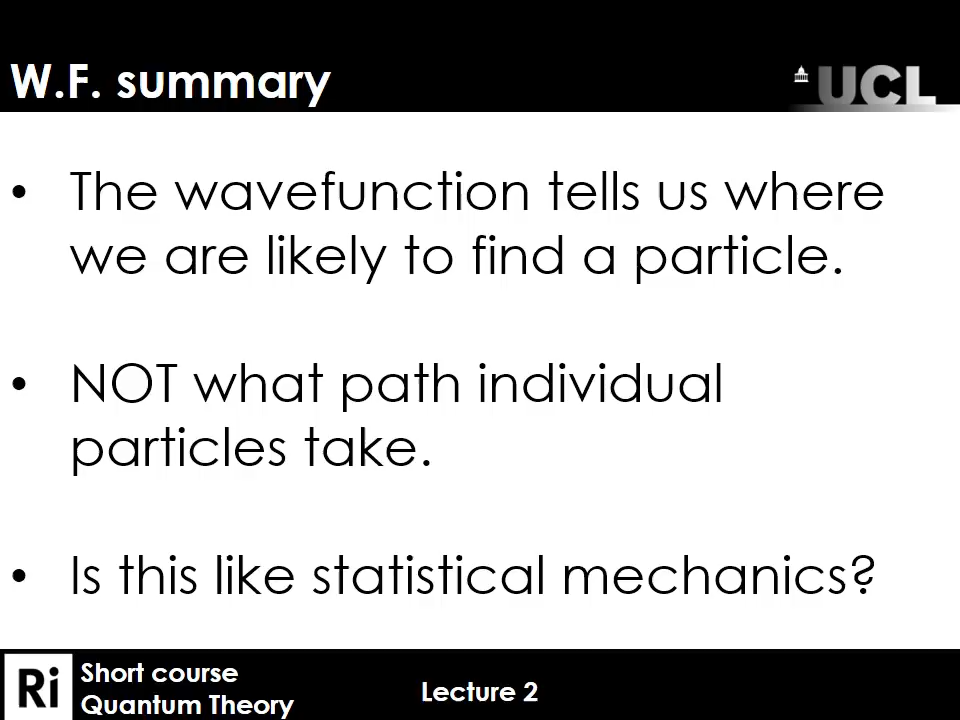 W.F. summary
UCL
• The wavefunction tells us where
we are likely to find a particle.
• NOT what path individual
particles take.
• Is this like statistical mechanics?
Ri
Short course
Quantum Theory
Lecture 2